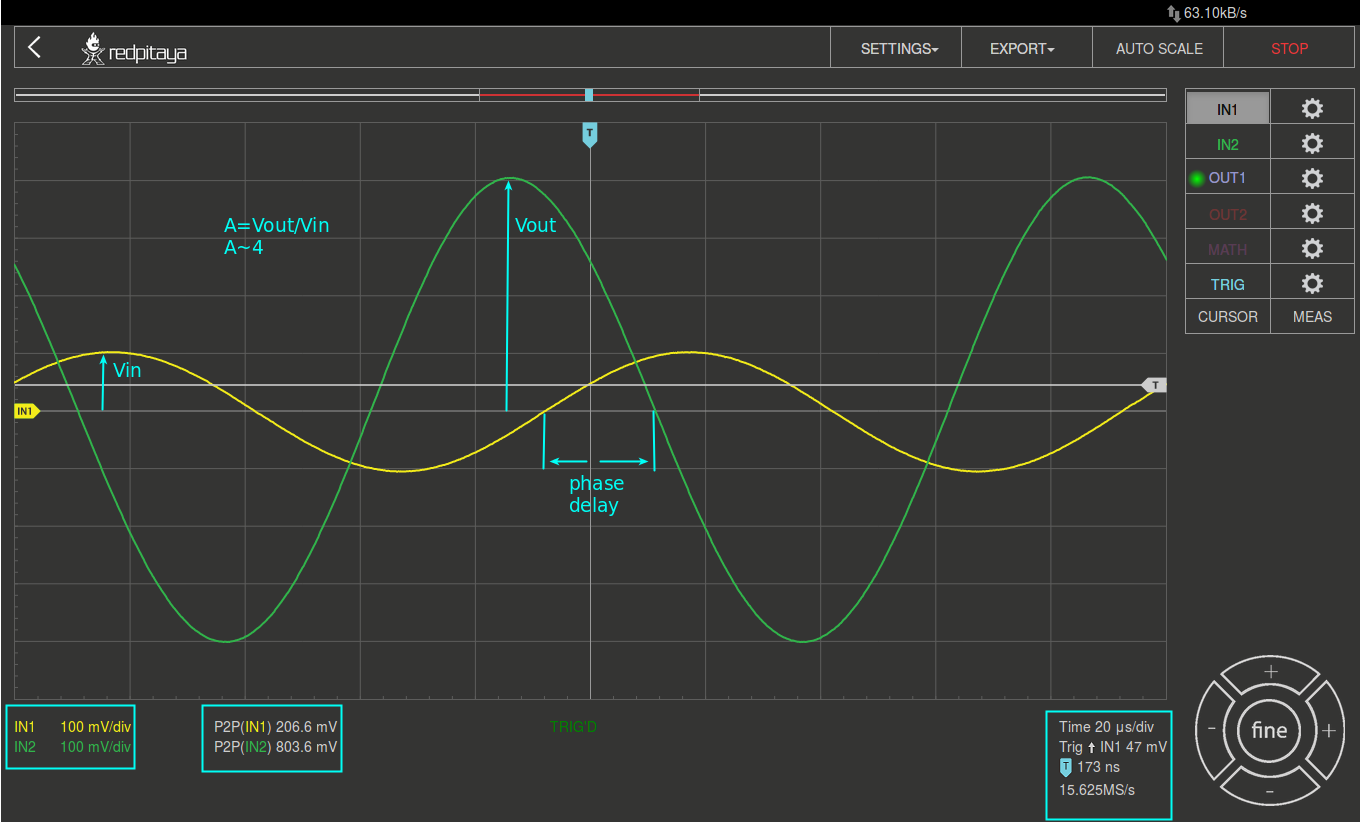 63.10kB/s
redpitaya
SETTINGS
EXPORT
AUTO SCALE
STOP
T
IN1
IN2
OUT1
OUT2
MATH
TRIG
CURSOR
MEAS
A=Vout/Vin
A~4
Vout
Vin
T
IN1
phase
delay
IN1 100 mV/div
IN2 100 mV/div
P2P(IN1) 206.6 mV
P2P(IN2) 803.6 mV
TRIG'D
Time 20 µs/div
Trig IN1 47 mV
T 173 ns
15.625MS/s
+
- fine +
-